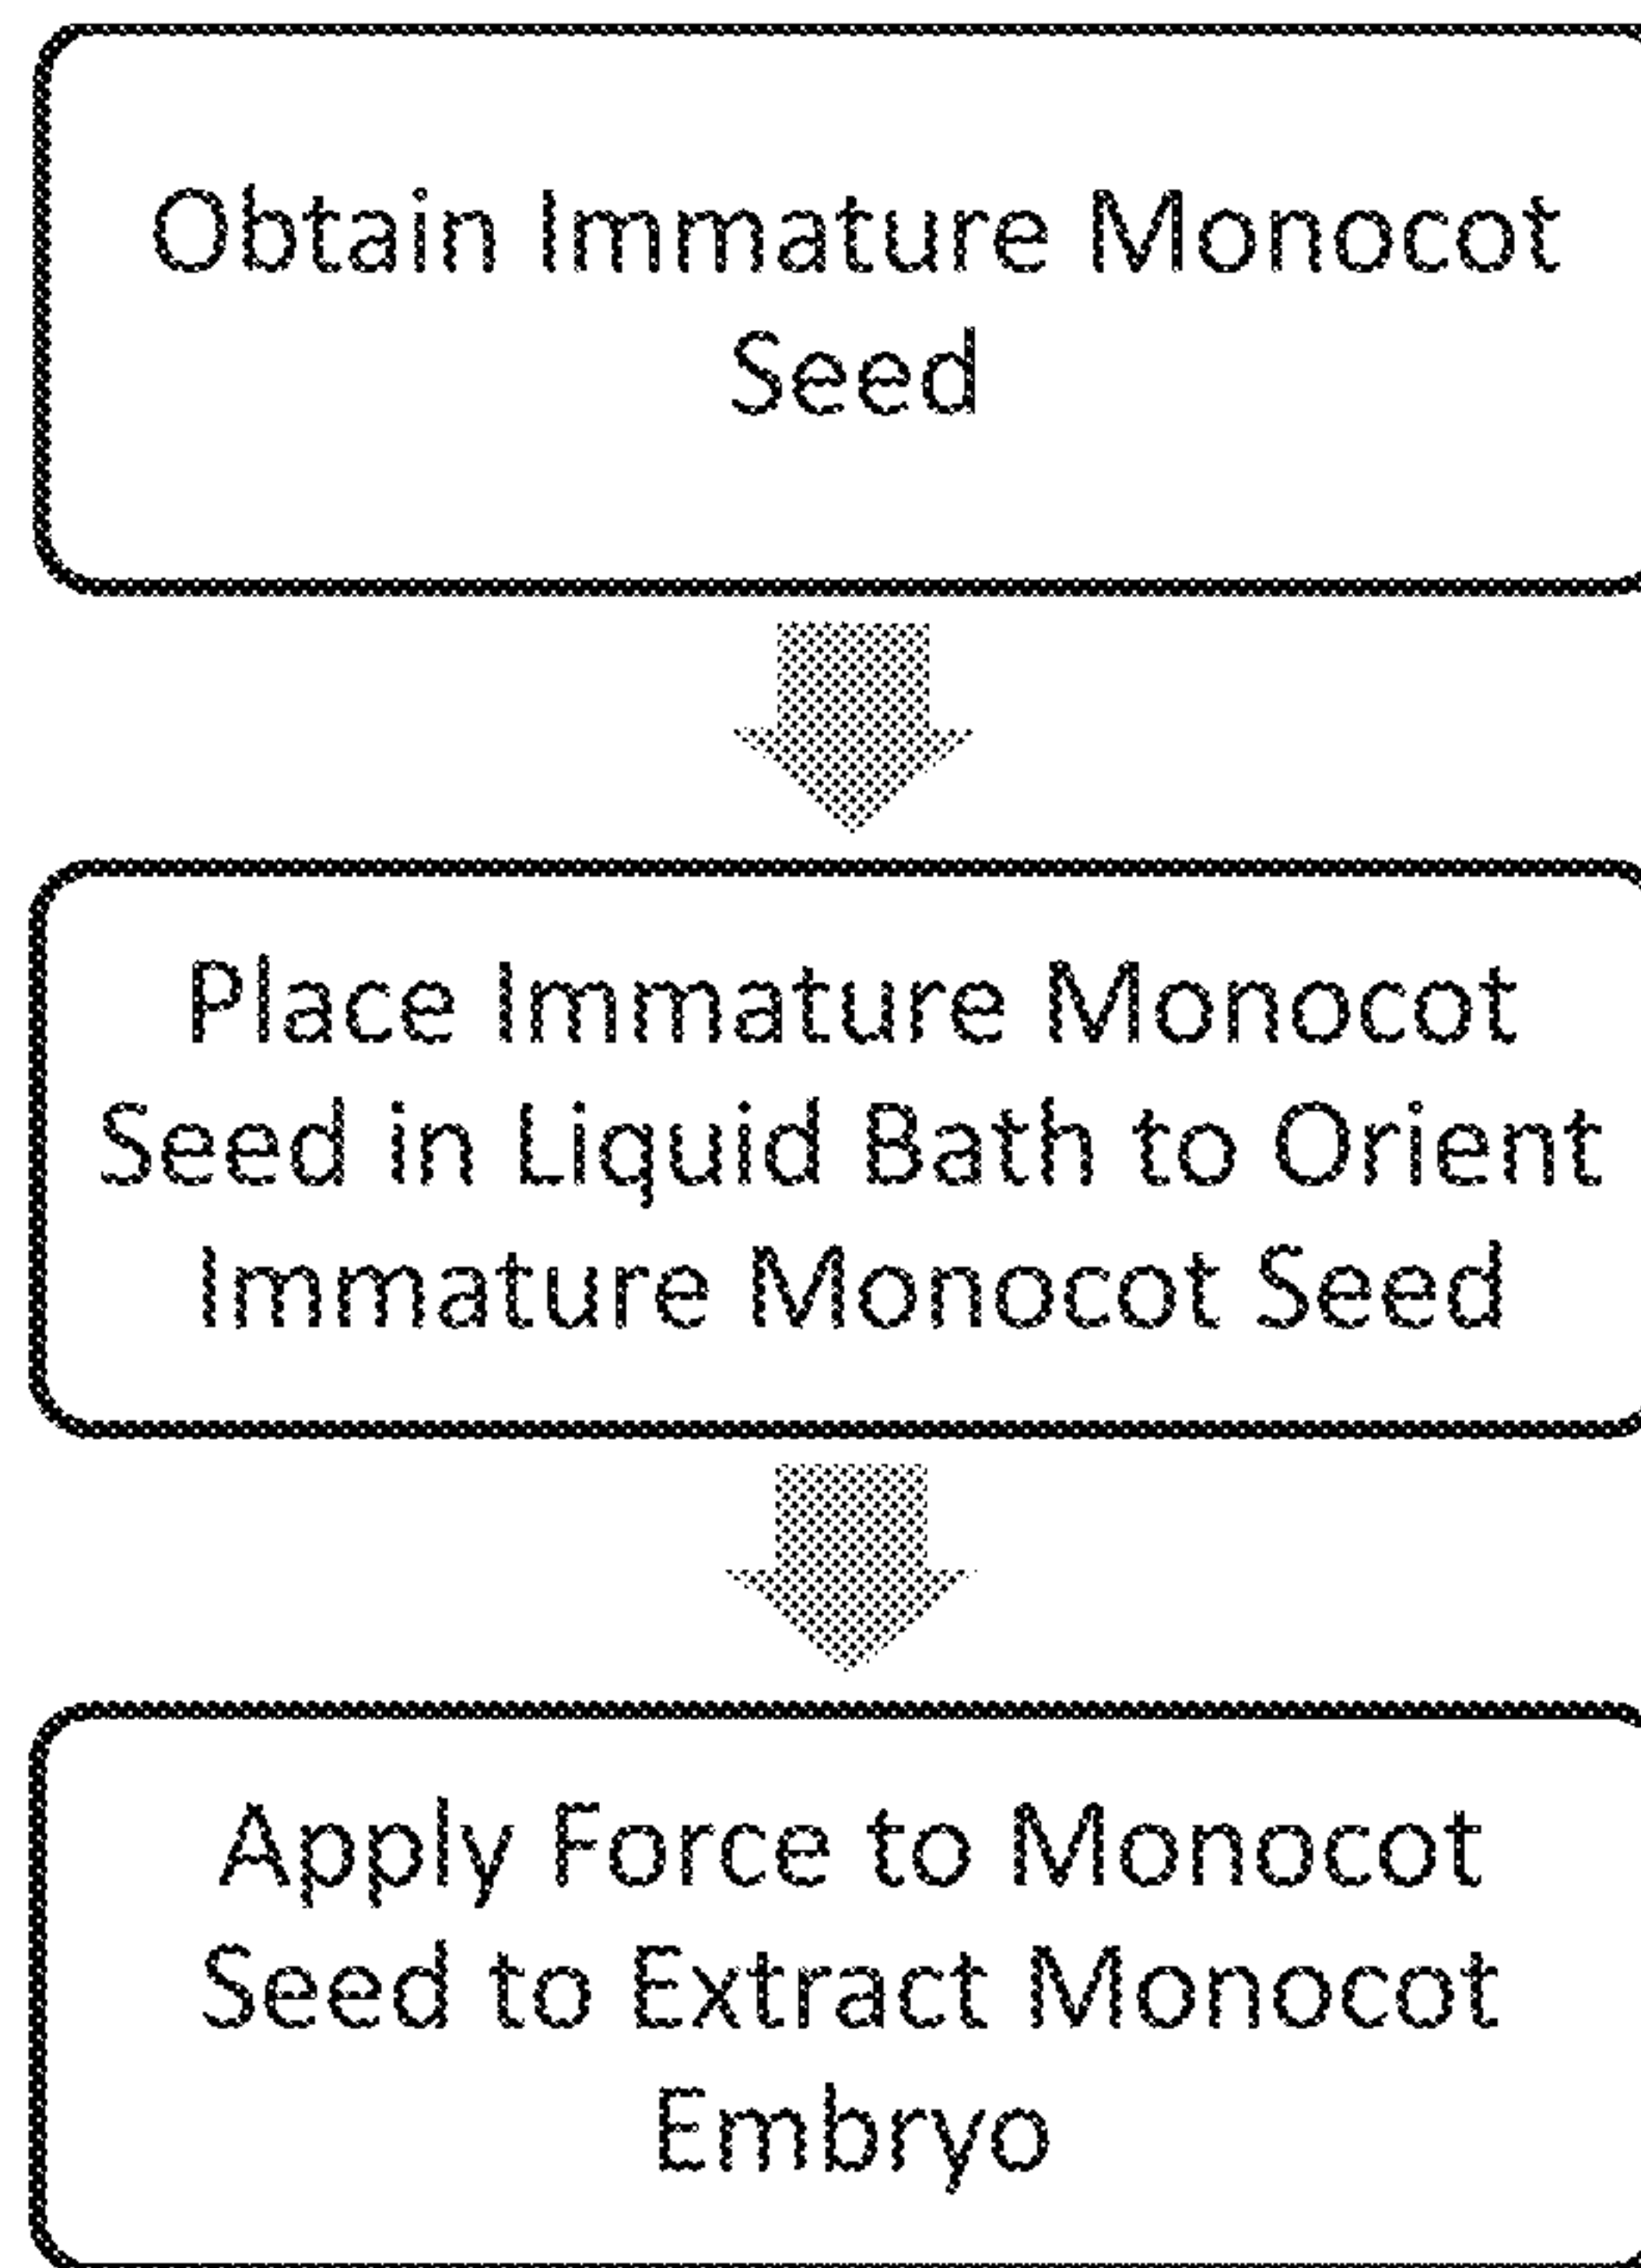 Obtain Immature Monocot
Seed
Place Immature Monocot
Seed in Liquid Bath to Orient
Immature Monocot Seed
Apply Force to Monocot
Seed to Extract Monocot
Embryo